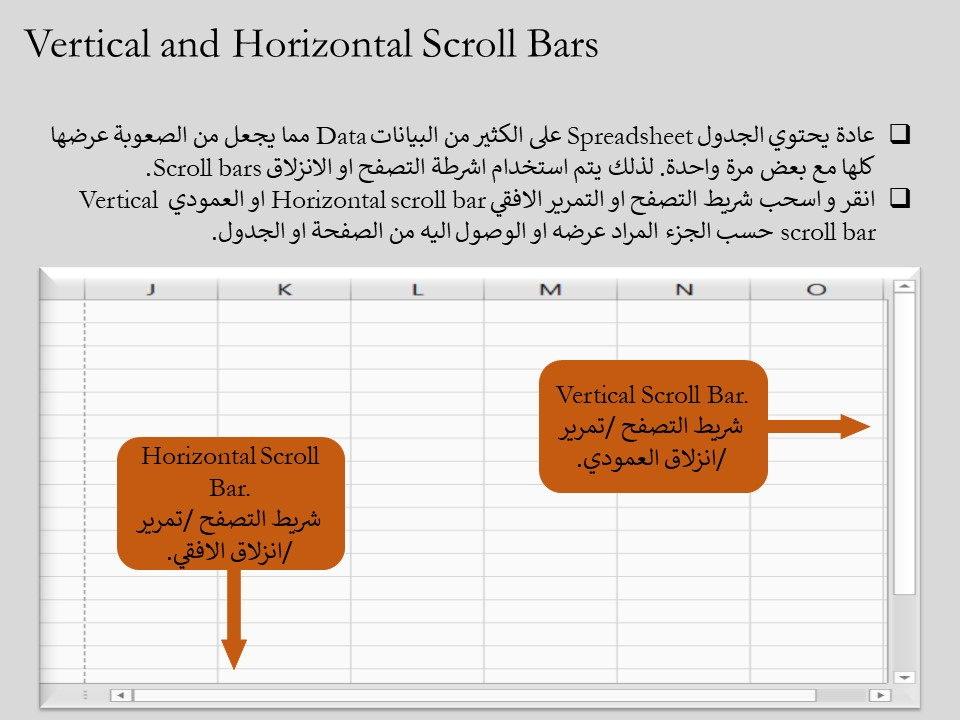 Vertical and Horizontal Scroll Bars
عادة يحتوي الجدول Spreadsheet على الكثير من البيانات Data مما يجعل من الصعوبة عرضها
كلها مع بعض مرة واحدة. لذلك يتم استخدام اشرطة التصفح او الانزلاق Scroll bars.
انقر و اسحب شريط التصفح او التمرير الافقي Horizontal scroll bar او العمودي Vertical
scroll bar حسب الجزء المراد عرضه او الوصول اليه من الصفحة او الجدول.
J K L M N O
Vertical Scroll Bar.
شريط التصفح /تمرير
/انزلاق العمودي.
Horizontal Scroll
Bar.
شريط التصفح /تمرير
/انزلاق الافقي.